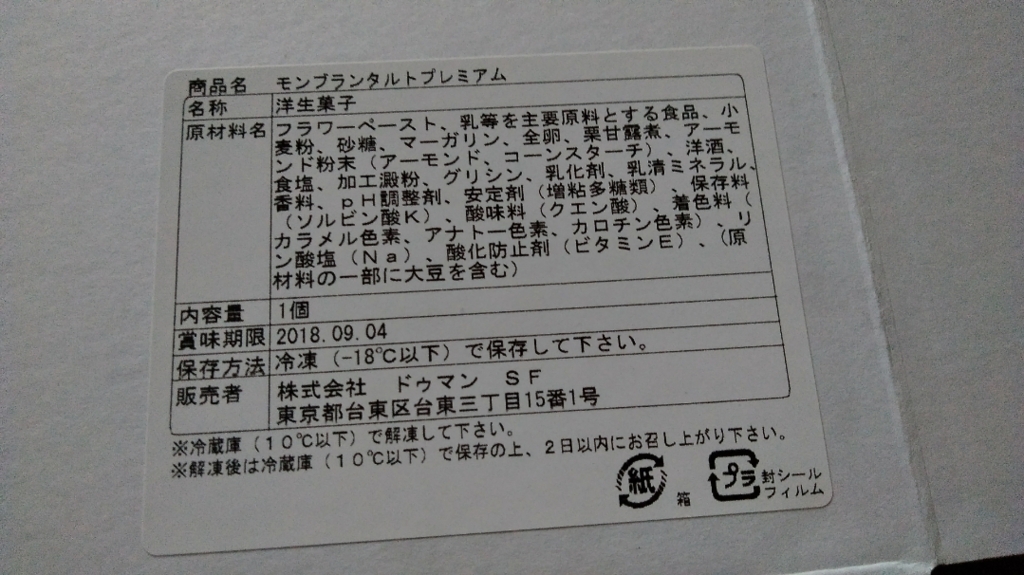 商品名 モンブランタルトプレミアム
名称 洋生菓子
原材料名 フラワーペースト、乳等を主要原料とする食品、小
麦粉、砂糖、マーガリン、全卵、栗甘露煮、アーモ
ンド粉末（アーモンド、コーンスターチ）、洋酒、
食塩、加工澱粉、グリシン、乳化剤、乳清ミネラル、
香料、ｐＨ調整剤、安定剤（増粘多糖類）、保存料
（ソルビン酸Ｋ）、酸味料（クエン酸）、着色料（
カラメル色素、アナトー色素、カロチン色素）、リ
ン酸塩（Ｎａ）、酸化防止剤（ビタミンＥ）、（原
材料の一部に大豆を含む）
内容量 1個
賞味期限 2018.09.04
保存方法 冷凍（-18℃以下）で保存して下さい。
販売者 株式会社 ドゥマン ＳＦ
東京都台東区台東三丁目15番1号
※冷蔵庫（１０℃以下）で解凍して下さい。
※解凍後は冷蔵庫（１０℃以下）で保存の上、２日以内にお召し上がり下さい。
紙 箱
プラ 封シール
フィルム